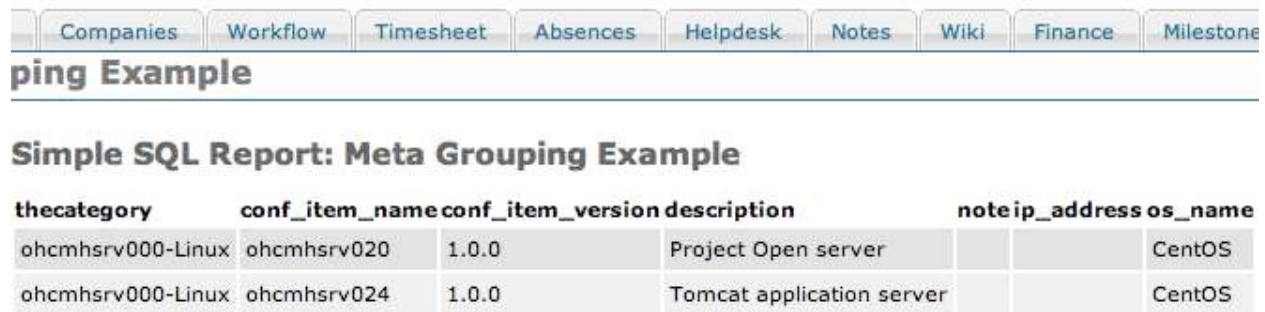 Companies Workflow Timesheet Absences Helpdesk Notes Wiki Finance Milestone
ping Example
Simple SQL Report: Meta Grouping Example
thecategory conf_item_name conf_item_version description note ip_address os_name
ohcmhsrv000-Linux ohcmhsrv020 1.0.0 Project Open server CentOS
ohcmhsrv000-Linux ohcmhsrv024 1.0.0 Tomcat application server CentOS